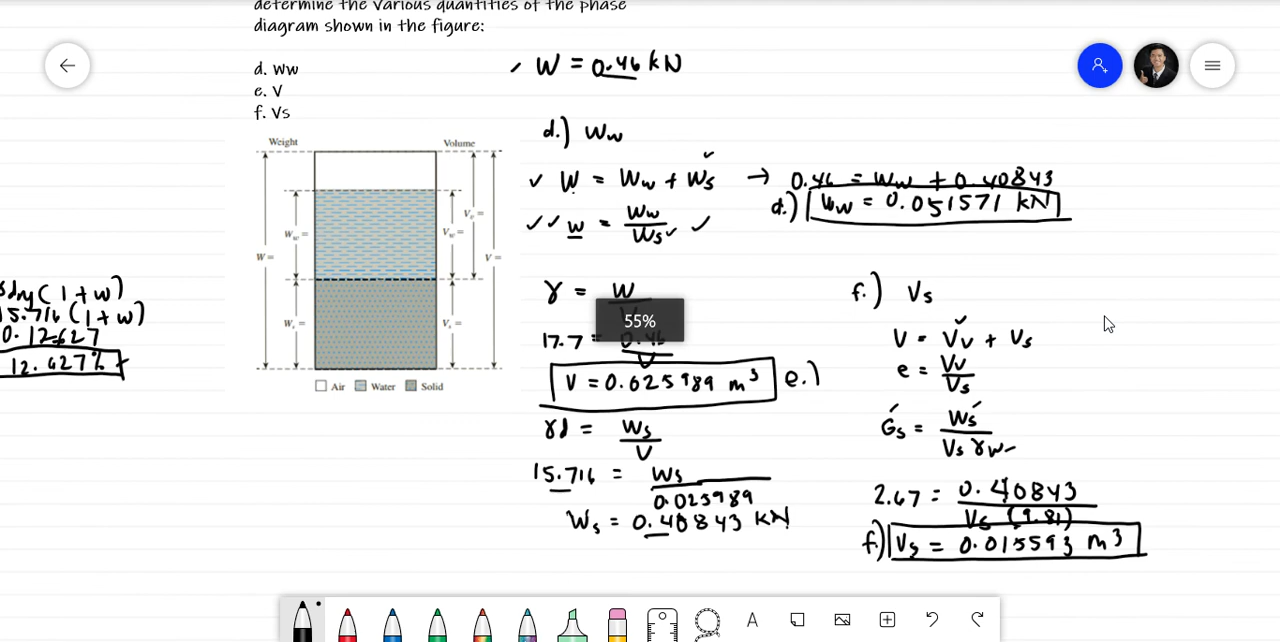 determine the various quantities of the phase
diagram shown in the figure:
d. Ww
e. V
f. Vs
W = 0.46 kN
d.) Ww
W = Ww + Ws → 0.46 = Ww + 0.40843
d.) Ww = 0.051571 kN
w = Ww/Ws
Weight
Volume
Ww =
W =
Ws =
Vv =
Vw =
V =
Vs =
Air Water Solid
γdry (1 + w)
15.716 (1 + w)
0.12627
12.627%
γ = W
55%
17.7 = 0.46/V
V = 0.025989 m³ e.)
γd = Ws/V
15.716 = Ws/0.025989
Ws = 0.40843 kN
f.) Vs
V = Vv + Vs
e = Vv/Vs
Gs = Ws/Vs γw
2.67 = 0.40843/Vs (9.81)
f.) Vs = 0.015593 m³
A